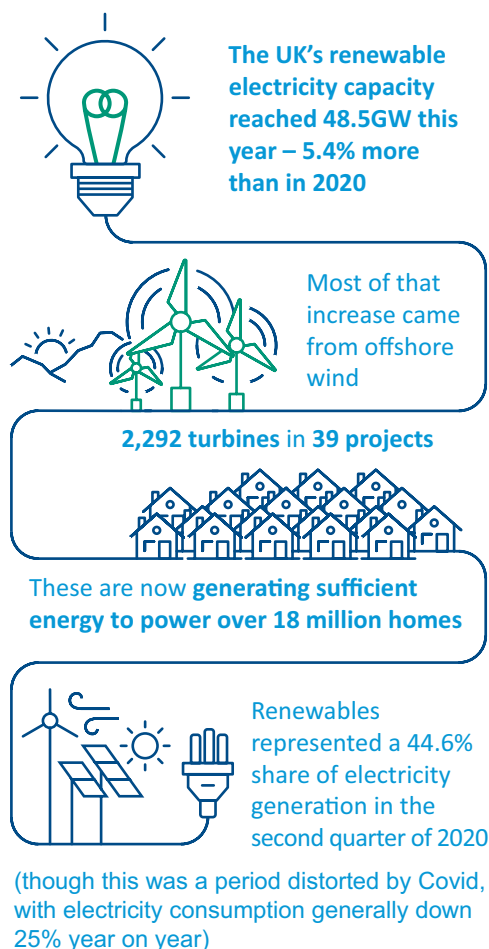 The UK's renewable
electricity capacity
reached 48.5GW this
year – 5.4% more
than in 2020
Most of that
increase came
from offshore
wind
2,292 turbines in 39 projects
These are now generating sufficient
energy to power over 18 million homes
Renewables
represented a 44.6%
share of electricity
generation in the
second quarter of 2020
(though this was a period distorted by Covid,
with electricity consumption generally down
25% year on year)